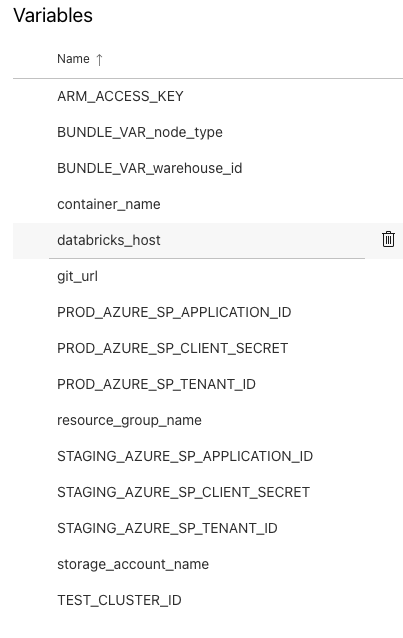 Variables
Name ↑
ARM_ACCESS_KEY
BUNDLE_VAR_node_type
BUNDLE_VAR_warehouse_id
container_name
databricks_host
git_url
PROD_AZURE_SP_APPLICATION_ID
PROD_AZURE_SP_CLIENT_SECRET
PROD_AZURE_SP_TENANT_ID
resource_group_name
STAGING_AZURE_SP_APPLICATION_ID
STAGING_AZURE_SP_CLIENT_SECRET
STAGING_AZURE_SP_TENANT_ID
storage_account_name
TEST_CLUSTER_ID